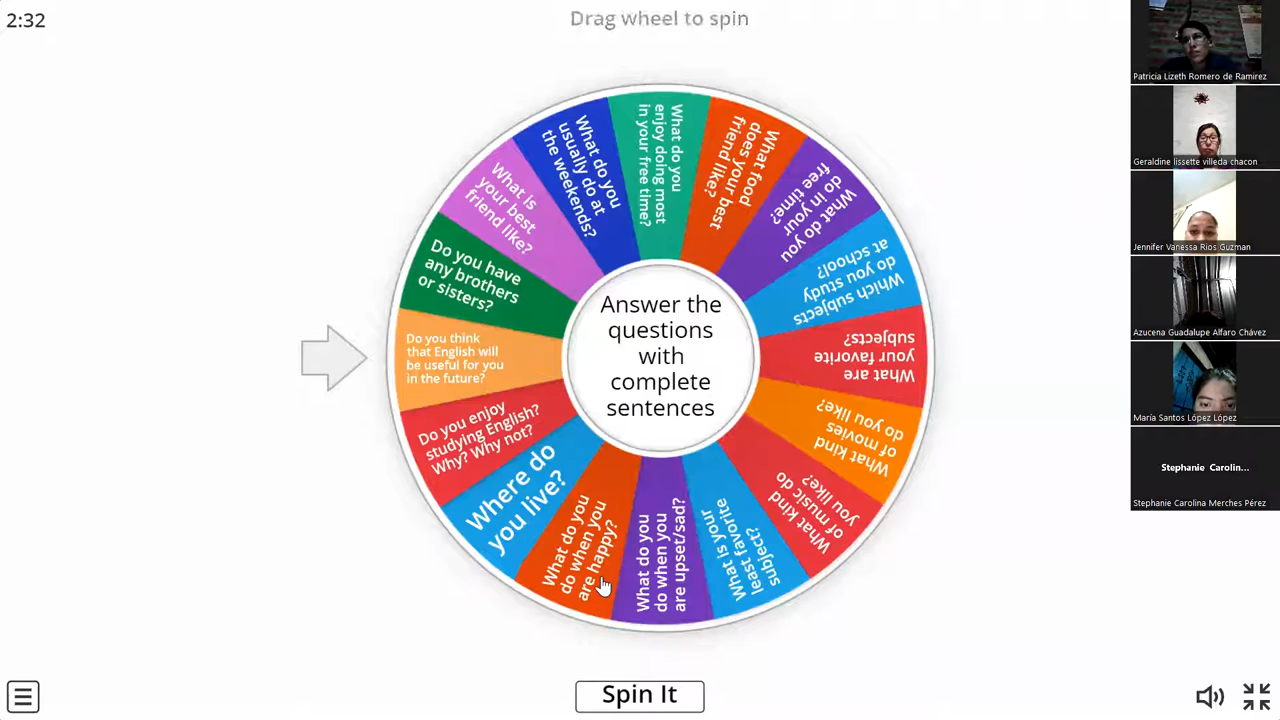 2:32
Drag wheel to spin
What do you
enjoy doing most
in your free time?
What food
does your best
friend like?
What do you
do in your
free time?
Which subjects
do you study
at school?
What are
your favorite
subjects?
What kind
of movies
do you like?
What kind
of music do
you like?
What is your
least favorite
subject?
What do you
do when you
are upset/sad?
What do you
do when you
are happy?
Where do
you live?
Do you enjoy
studying English?
Why? Why not?
Do you think
that English will
be useful for you
in the future?
Do you have
any brothers
or sisters?
What is
your best
friend like?
What do you
usually do at
the weekends?
Answer the
questions
with
complete
sentences
Spin It
Patricia Lizeth Romero de Ramirez
Geraldine lissette villeda chacon
Jennifer Vanessa Rios Guzman
Azucena Guadalupe Alfaro Chávez
María Santos López López
Stephanie Carolin...
Stephanie Carolina Merches Pérez